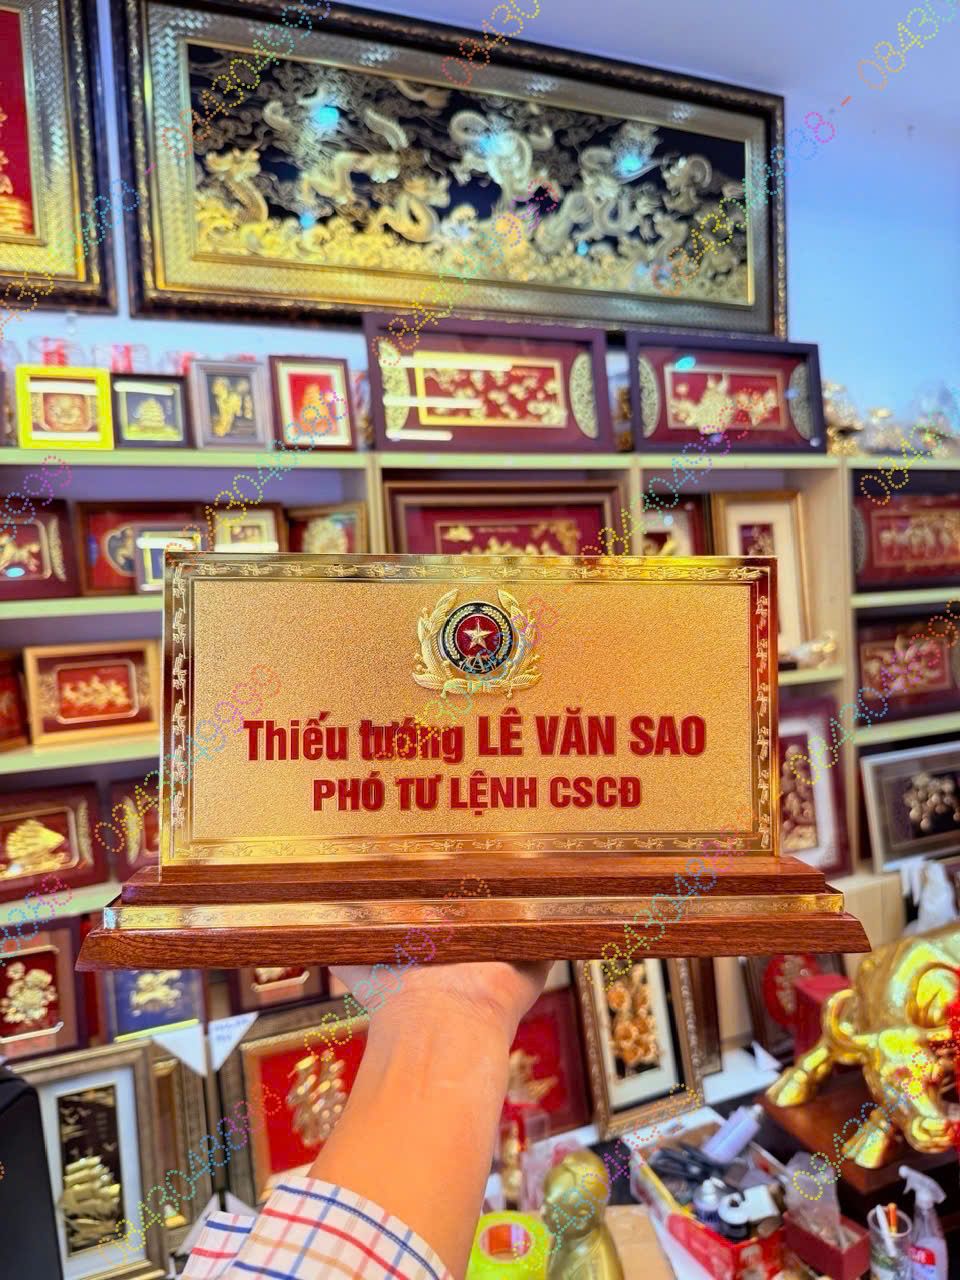 Thiếu tướng LÊ VĂN SAO
PHÓ TƯ LỆNH CSCĐ